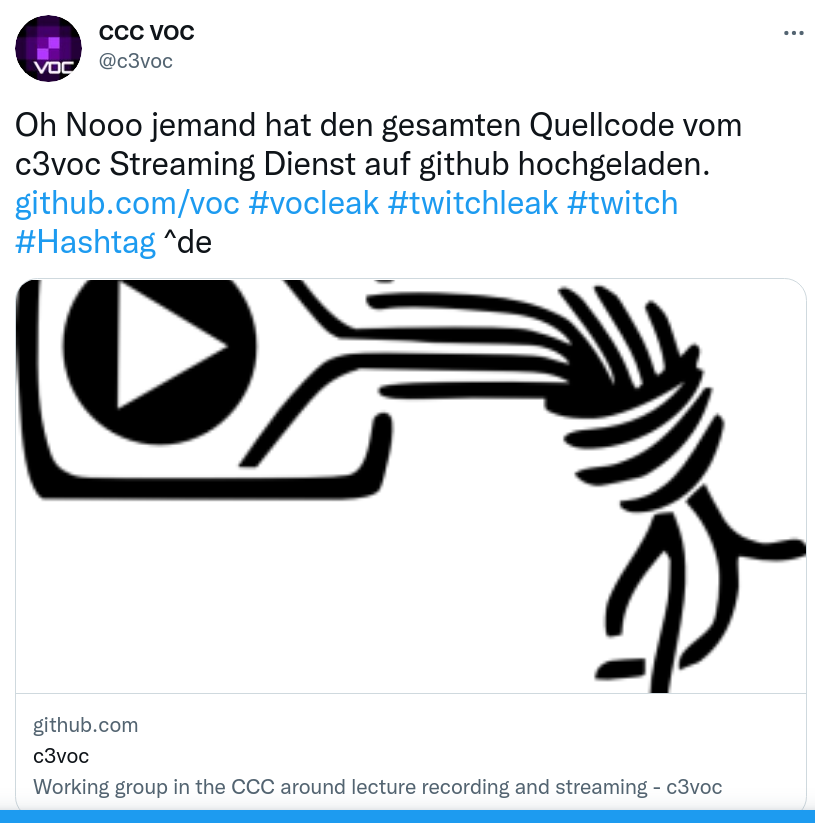 CCC VOC
@c3voc
VOC
Oh Nooo jemand hat den gesamten Quellcode vom
c3voc Streaming Dienst auf github hochgeladen.
github.com/voc #vocleak #twitchleak #twitch
#Hashtag ^de
github.com
c3voc
Working group in the CCC around lecture recording and streaming - c3voc